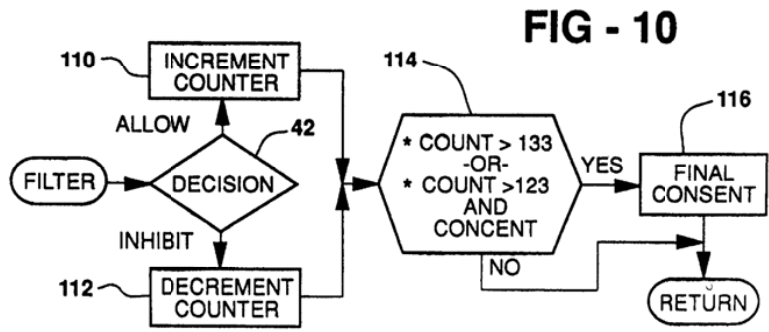 FIG - 10
110
INCREMENT
COUNTER
ALLOW
42
FILTER
DECISION
INHIBIT
112
DECREMENT
COUNTER
114
* COUNT > 133
-OR-
* COUNT >123
AND
CONCENT
YES
NO
116
FINAL
CONSENT
RETURN